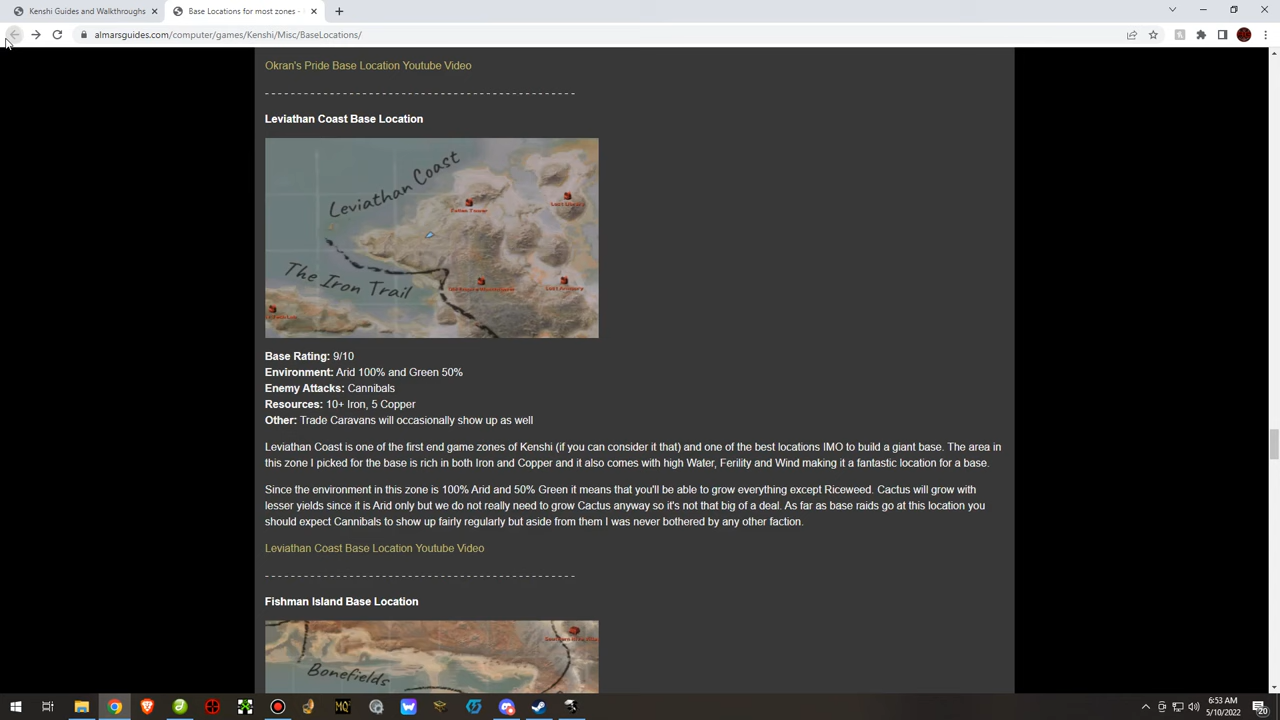 Kenshi Guides and Walkthroughs
Base Locations for most zones -
almarsguides.com/computer/games/Kenshi/Misc/BaseLocations/
Okran's Pride Base Location Youtube Video
- - - - - - - - - - - - - - - - - - - - - - - - - - - - - - - - - - - - - - - - - - - - -
Leviathan Coast Base Location
Leviathan Coast
Fallen Tower
Lost Library
The Iron Trail
Lost Armoury
Base Rating: 9/10
Environment: Arid 100% and Green 50%
Enemy Attacks: Cannibals
Resources: 10+ Iron, 5 Copper
Other: Trade Caravans will occasionally show up as well
Leviathan Coast is one of the first end game zones of Kenshi (if you can consider it that) and one of the best locations IMO to build a giant base. The area in
this zone I picked for the base is rich in both Iron and Copper and it also comes with high Water, Ferility and Wind making it a fantastic location for a base.
Since the environment in this zone is 100% Arid and 50% Green it means that you'll be able to grow everything except Riceweed. Cactus will grow with
lesser yields since it is Arid only but we do not really need to grow Cactus anyway so it's not that big of a deal. As far as base raids go at this location you
should expect Cannibals to show up fairly regularly but aside from them I was never bothered by any other faction.
Leviathan Coast Base Location Youtube Video
- - - - - - - - - - - - - - - - - - - - - - - - - - - - - - - - - - - - - - - - - - - - -
Fishman Island Base Location
Bonefields
MQ
6:53 AM
5/10/2022
20